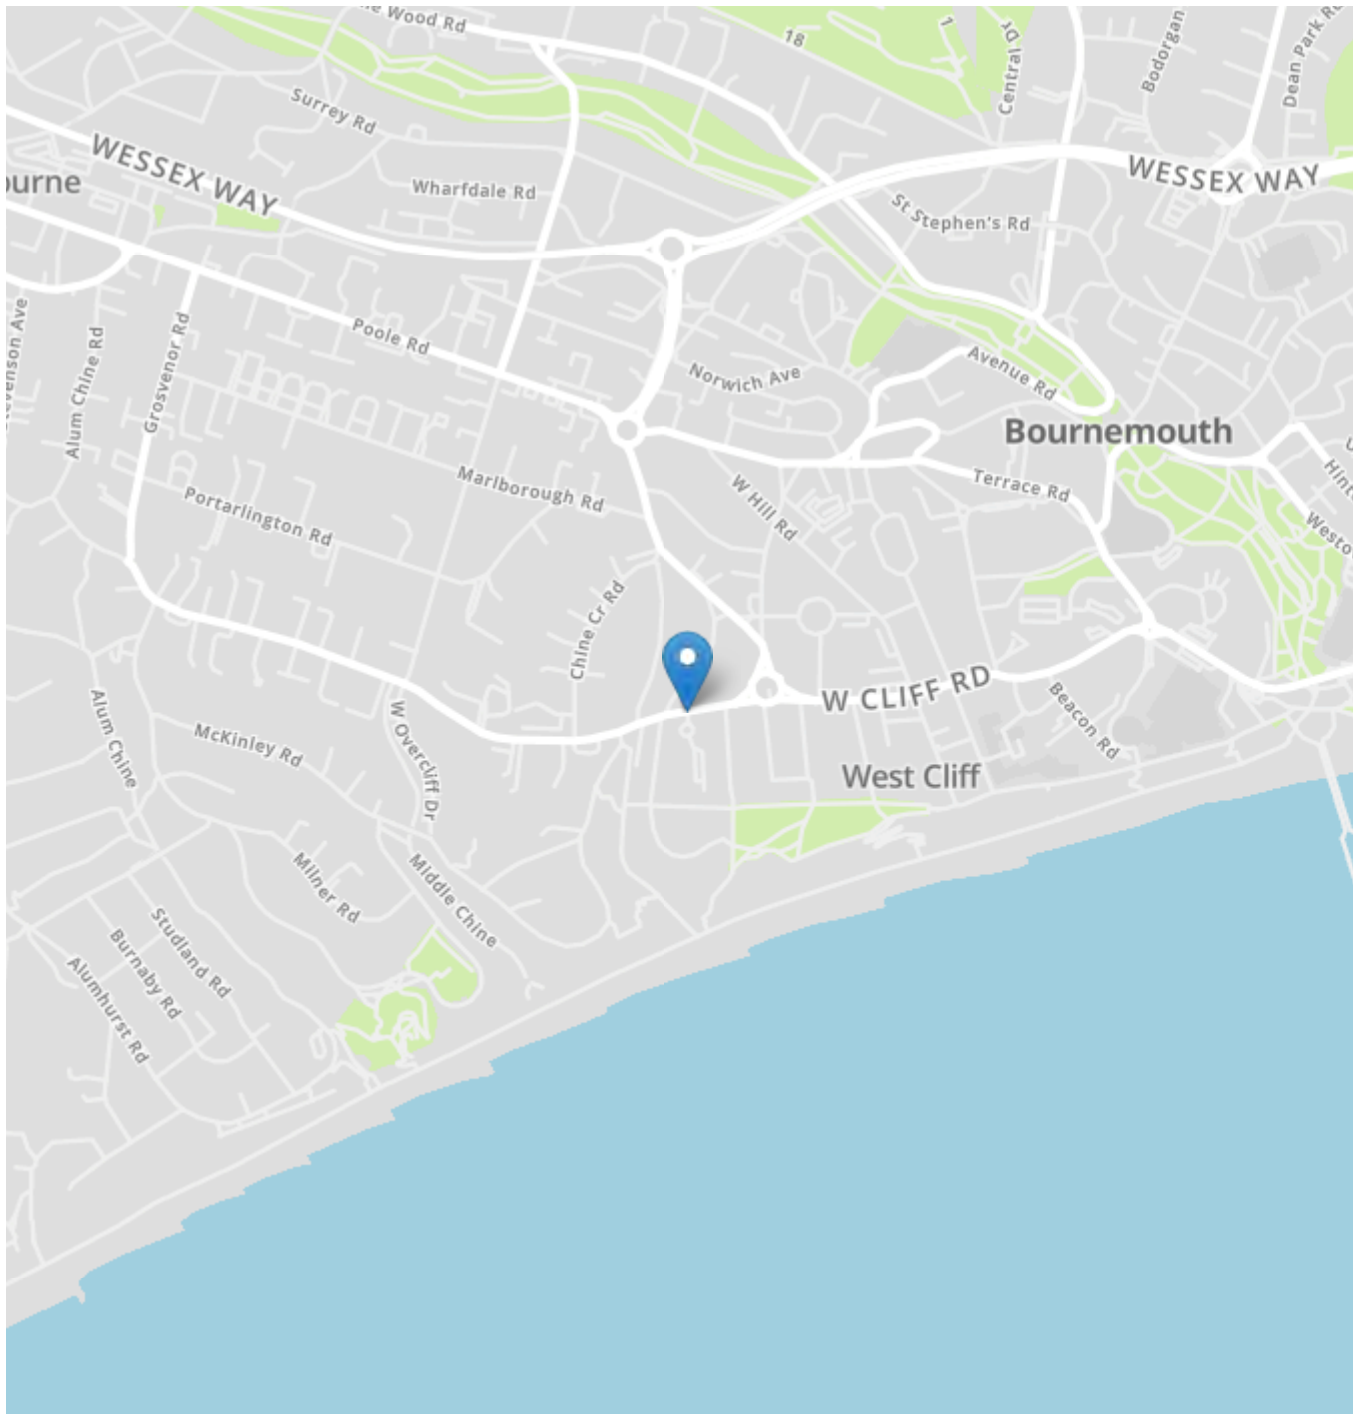 Wood Rd
18
1
Central Dr
Bodorgan
Dean Park Rd
Surrey Rd
WESSEX WAY
WESSEX WAY
ourne
Wharfdale Rd
St Stephen's Rd
Alum Chine Rd
Grosvenor Rd
Poole Rd
Norwich Ave
Avenue Rd
Bournemouth
Marlborough Rd
W Hill Rd
Terrace Rd
Portarlington Rd
Chine Cr Rd
W CLIFF RD
Beacon Rd
Alum Chine
McKinley Rd
W Overcliff Dr
West Cliff
Milner Rd
Middle Chine
Studland Rd
Burnaby Rd
Alumhurst Rd